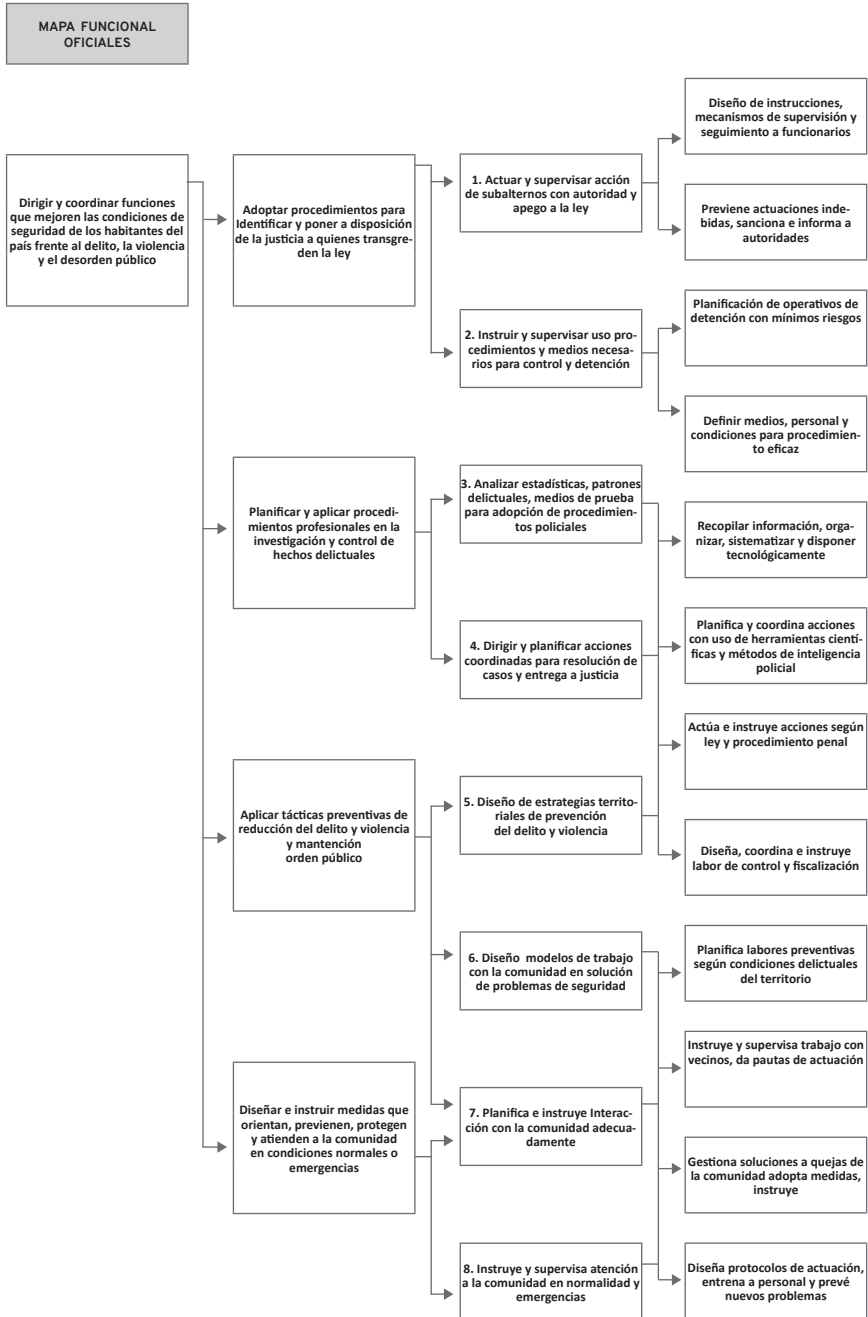 MAPA FUNCIONAL
OFICIALES
Dirigir y coordinar funciones
que mejoren las condiciones de
seguridad de los habitantes del
país frente al delito, la violencia
y el desorden público
Adoptar procedimientos para
Identificar y poner a disposición
de la justicia a quienes transgre-
den la ley
Planificar y aplicar procedi-
mientos profesionales en la
investigación y control de
hechos delictuales
Aplicar tácticas preventivas de
reducción del delito y violencia
y mantención
orden público
Diseñar e instruir medidas que
orientan, previenen, protegen
y atienden a la comunidad
en condiciones normales o
emergencias
1. Actuar y supervisar acción
de subalternos con autoridad y
apego a la ley
2. Instruir y supervisar uso pro-
cedimientos y medios necesa-
rios para control y detención
3. Analizar estadísticas, patrones
delictuales, medios de prueba
para adopción de procedimien-
tos policiales
4. Dirigir y planificar acciones
coordinadas para resolución de
casos y entrega a justicia
5. Diseño de estrategias territo-
riales de prevención
del delito y violencia
6. Diseño modelos de trabajo
con la comunidad en solución
de problemas de seguridad
7. Planifica e instruye Interac-
ción con la comunidad adecua-
damente
8. Instruye y supervisa atención
a la comunidad en normalidad y
emergencias
Diseño de instrucciones,
mecanismos de supervisión y
seguimiento a funcionarios
Previene actuaciones inde-
bidas, sanciona e informa a
autoridades
Planificación de operativos de
detención con mínimos riesgos
Definir medios, personal y
condiciones para procedimien-
to eficaz
Recopilar información, orga-
nizar, sistematizar y disponer
tecnológicamente
Planifica y coordina acciones
con uso de herramientas cientí-
ficas y métodos de inteligencia
policial
Actúa e instruye acciones según
ley y procedimiento penal
Diseña, coordina e instruye
labor de control y fiscalización
Planifica labores preventivas
según condiciones delictuales
del territorio
Instruye y supervisa trabajo con
vecinos, da pautas de actuación
Gestiona soluciones a quejas de
la comunidad adopta medidas,
instruye
Diseña protocolos de actuación,
entrena a personal y prevé
nuevos problemas